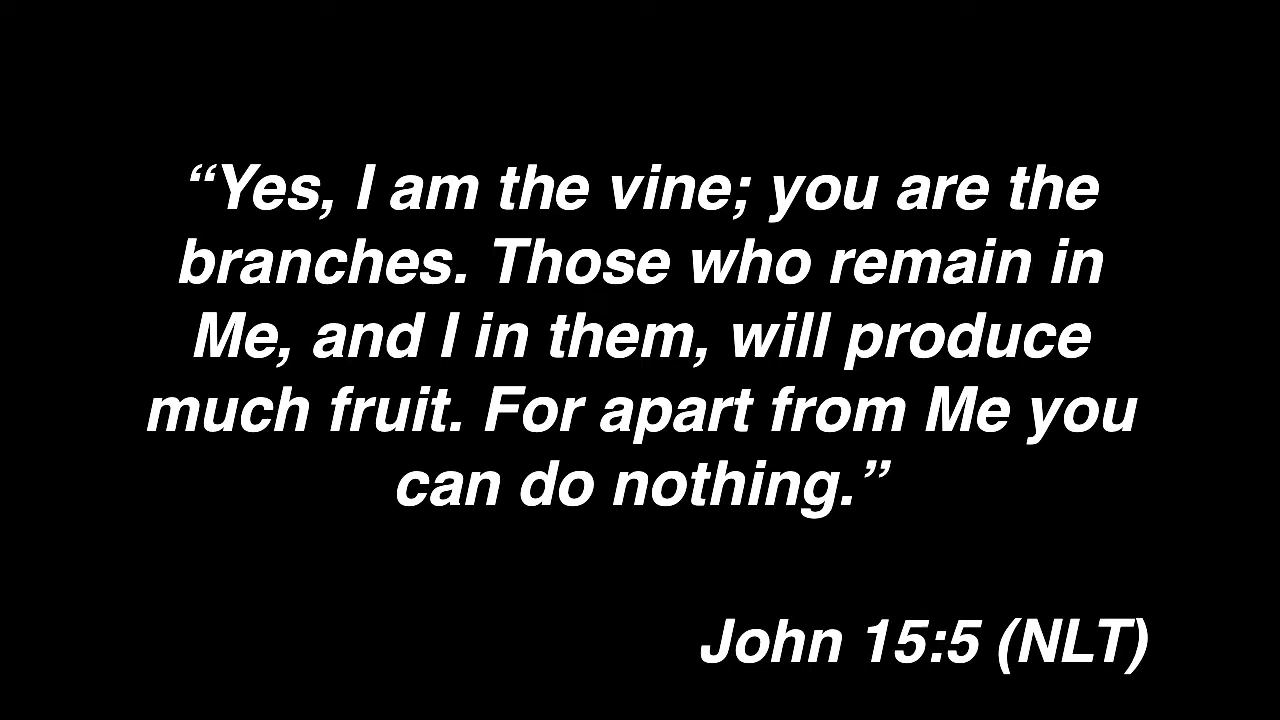 “Yes, I am the vine; you are the
branches. Those who remain in
Me, and I in them, will produce
much fruit. For apart from Me you
can do nothing.”
John 15:5 (NLT)